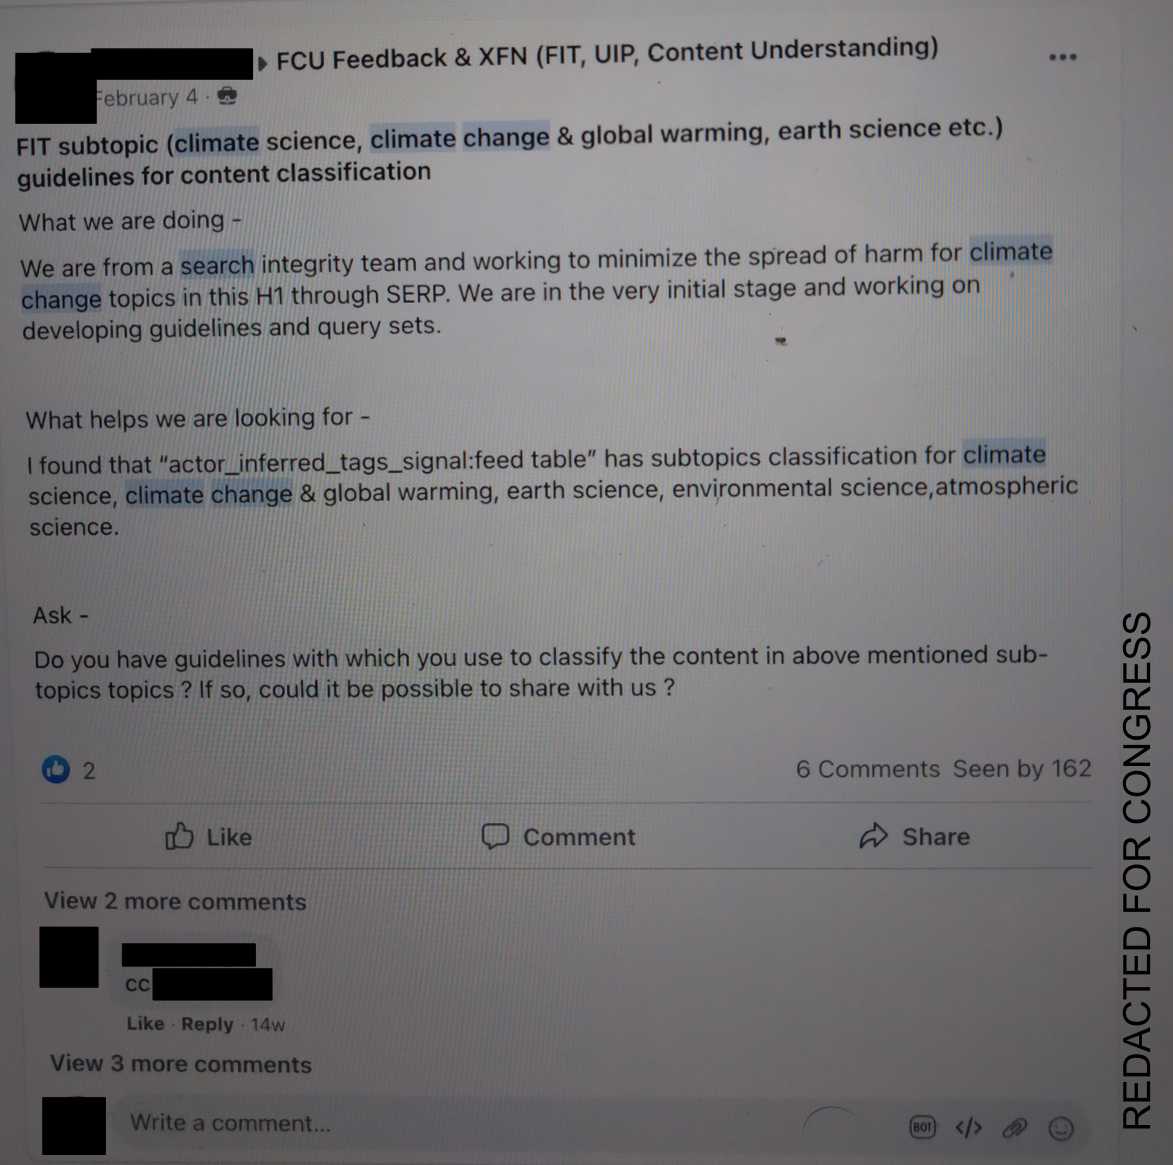 FCU Feedback & XFN (FIT, UIP, Content Understanding)
February 4 ·
FIT subtopic (climate science, climate change & global warming, earth science etc.)
guidelines for content classification
What we are doing -
We are from a search integrity team and working to minimize the spread of harm for climate
change topics in this H1 through SERP. We are in the very initial stage and working on
developing guidelines and query sets.
What helps we are looking for -
I found that “actor_inferred_tags_signal:feed table” has subtopics classification for climate
science, climate change & global warming, earth science, environmental science,atmospheric
science.
Ask -
Do you have guidelines with which you use to classify the content in above mentioned sub-
topics topics ? If so, could it be possible to share with us ?
2
6 Comments Seen by 162
Like
Comment
Share
View 2 more comments
cc
Like · Reply · 14w
View 3 more comments
Write a comment...
BOT </>
REDACTED FOR CONGRESS